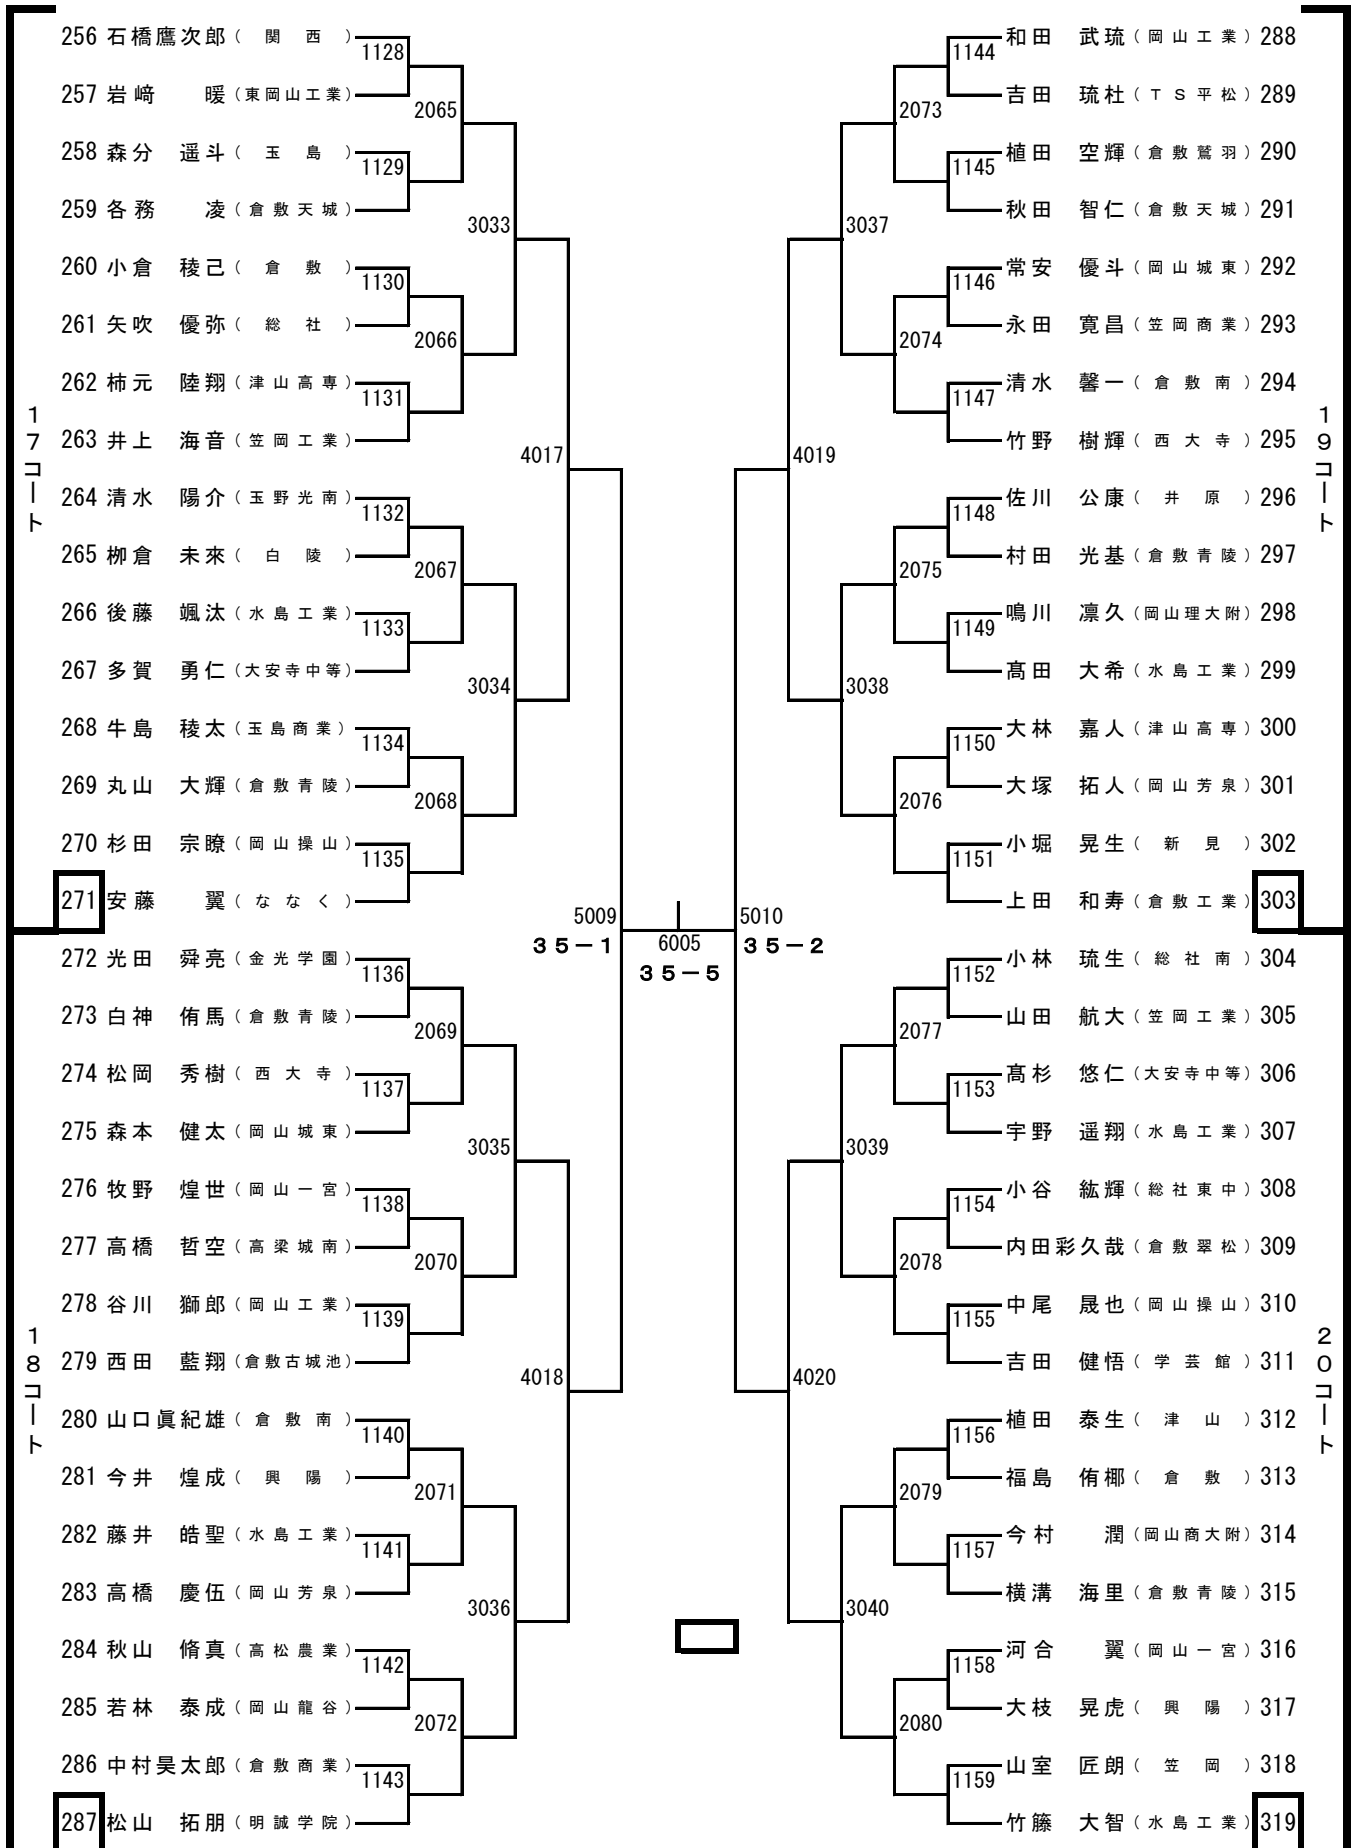 256 石橋鷹次郎 (関西)
1128
257 岩﨑 暖 (東岡山工業)
2065
258 森分 遥斗 (玉島)
1129
259 各務 凌 (倉敷天城)
3033
260 小倉 稜己 (倉敷)
1130
261 矢吹 優弥 (総社)
2066
262 柿元 陸翔 (津山高専)
1131
263 井上 海音 (笠岡工業)
17コート
4017
264 清水 陽介 (玉野光南)
1132
265 栁倉 未來 (白陵)
2067
266 後藤 颯汰 (水島工業)
1133
267 多賀 勇仁 (大安寺中等)
3034
268 牛島 稜太 (玉島商業)
1134
269 丸山 大輝 (倉敷青陵)
2068
270 杉田 宗瞭 (岡山操山)
1135
271 安藤 翼 (ななく)
5009
35-1
272 光田 舜亮 (金光学園)
1136
273 白神 侑馬 (倉敷青陵)
2069
274 松岡 秀樹 (西大寺)
1137
275 森本 健太 (岡山城東)
3035
276 牧野 煌世 (岡山一宮)
1138
277 高橋 哲空 (高梁城南)
2070
278 谷川 獅郎 (岡山工業)
1139
279 西田 藍翔 (倉敷古城池)
18コート
4018
280 山口眞紀雄 (倉敷南)
1140
281 今井 煌成 (興陽)
2071
282 藤井 皓聖 (水島工業)
1141
283 高橋 慶伍 (岡山芳泉)
3036
284 秋山 脩真 (高松農業)
1142
285 若林 泰成 (岡山龍谷)
2072
286 中村昊太郎 (倉敷商業)
1143
287 松山 拓朋 (明誠学院)
6005
35-5
和田 武琉 (岡山工業) 288
1144
吉田 琉杜 (TS平松) 289
2073
植田 空輝 (倉敷鷲羽) 290
1145
秋田 智仁 (倉敷天城) 291
3037
常安 優斗 (岡山城東) 292
1146
永田 寛昌 (笠岡商業) 293
2074
清水 馨一 (倉敷南) 294
1147
竹野 樹輝 (西大寺) 295
19コート
4019
佐川 公康 (井原) 296
1148
村田 光基 (倉敷青陵) 297
2075
鳴川 凛久 (岡山理大附) 298
1149
髙田 大希 (水島工業) 299
3038
大林 嘉人 (津山高専) 300
1150
大塚 拓人 (岡山芳泉) 301
2076
小堀 晃生 (新見) 302
1151
上田 和寿 (倉敷工業) 303
5010
35-2
小林 琉生 (総社南) 304
1152
山田 航大 (笠岡工業) 305
2077
髙杉 悠仁 (大安寺中等) 306
1153
宇野 遥翔 (水島工業) 307
3039
小谷 紘輝 (総社東中) 308
1154
内田彩久哉 (倉敷翠松) 309
2078
中尾 晟也 (岡山操山) 310
1155
吉田 健悟 (学芸館) 311
20コート
4020
植田 泰生 (津山) 312
1156
福島 侑椰 (倉敷) 313
2079
今村 潤 (岡山商大附) 314
1157
横溝 海里 (倉敷青陵) 315
3040
河合 翼 (岡山一宮) 316
1158
大枝 晃虎 (興陽) 317
2080
山室 匠朗 (笠岡) 318
1159
竹籐 大智 (水島工業) 319